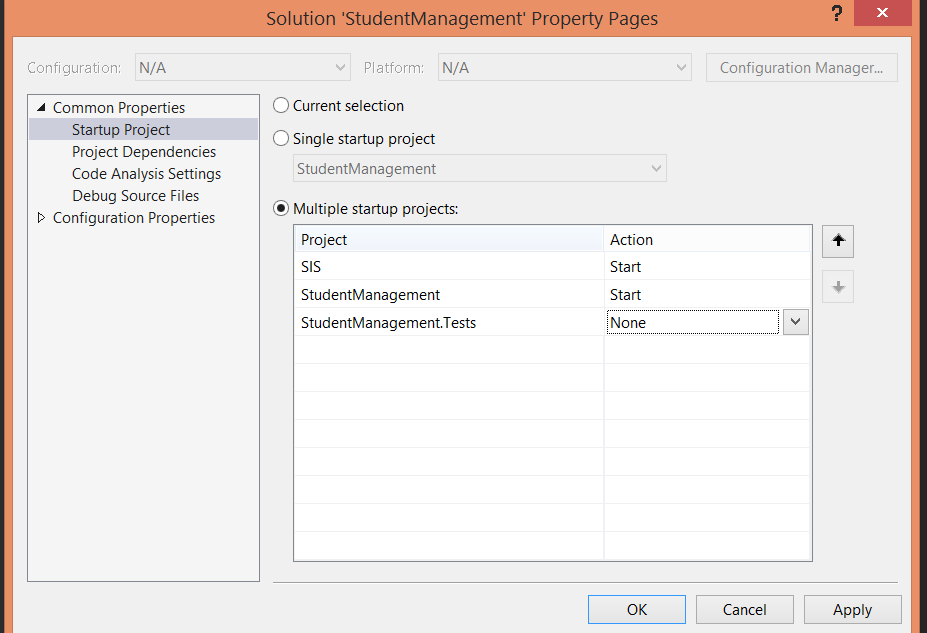 Solution 'StudentManagement' Property Pages
?
Configuration: N/A Platform: N/A Configuration Manager...
Common Properties
Startup Project
Project Dependencies
Code Analysis Settings
Debug Source Files
Configuration Properties
Current selection
Single startup project
StudentManagement
Multiple startup projects:
Project Action
SIS Start
StudentManagement Start
StudentManagement.Tests None
OK Cancel Apply